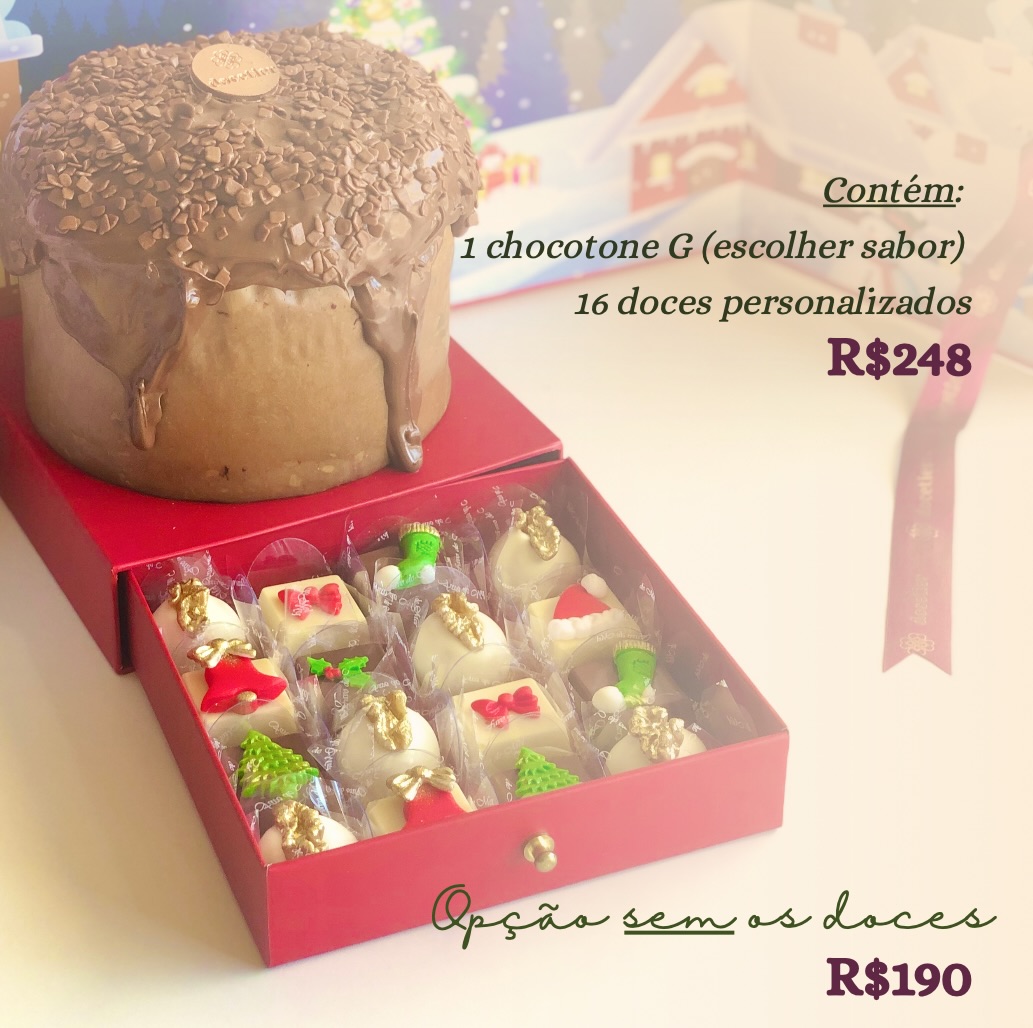 Contém:
1 chocotone G (escolher sabor)
16 doces personalizados
R$248
Opção sem os doces
R$190